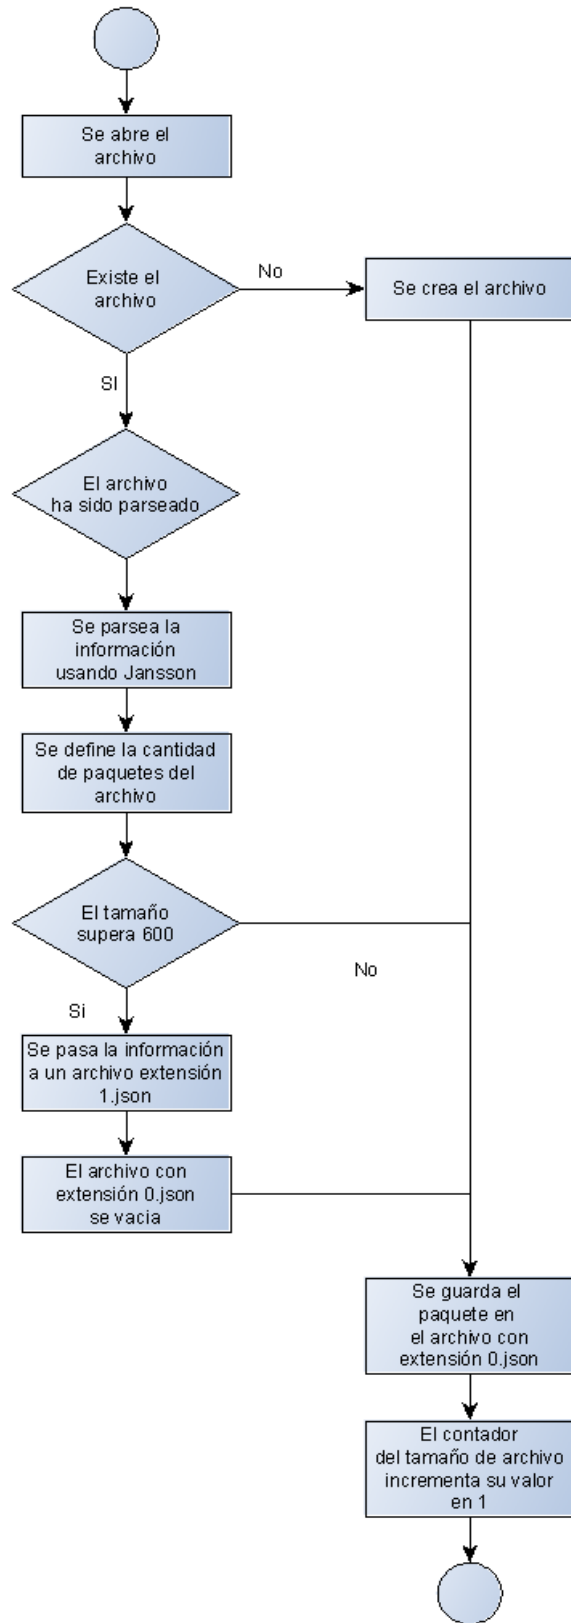 Se abre el
archivo
Existe el
archivo
No
Se crea el archivo
SI
El archivo
ha sido parseado
Se parsea la
información
usando Jansson
Se define la cantidad
de paquetes del
archivo
El tamaño
supera 600
No
Si
Se pasa la información
a un archivo extensión
1.json
El archivo con
extensión 0.json
se vacia
Se guarda el
paquete en
el archivo con
extensión 0.json
El contador
del tamaño de archivo
incrementa su valor
en 1